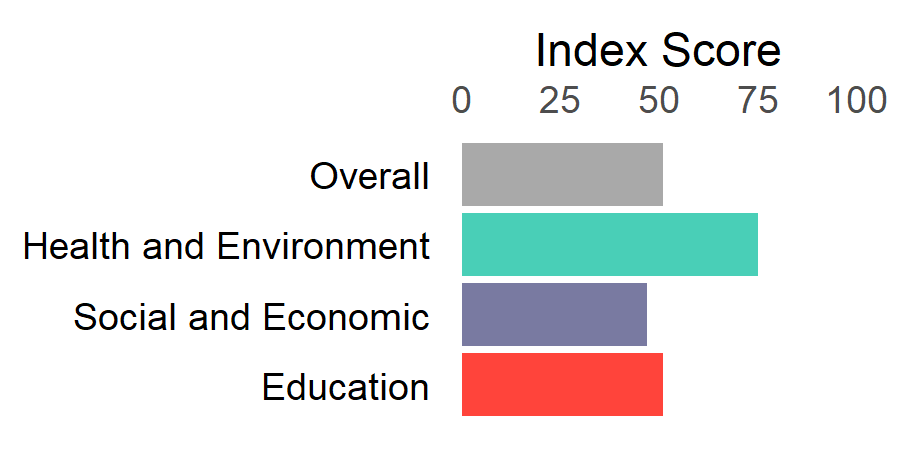 Index Score
0 25 50 75 100
Overall
Health and Environment
Social and Economic
Education